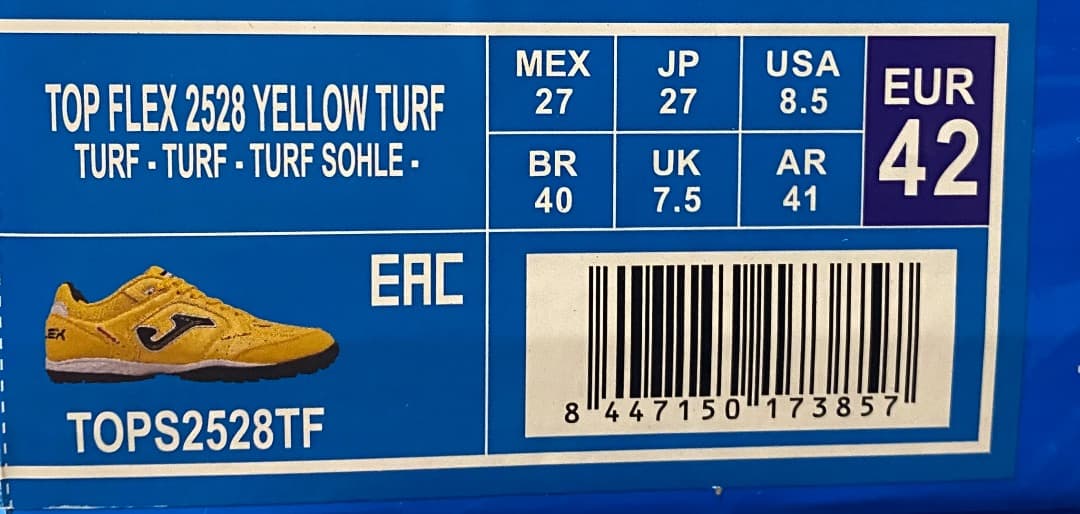 TOP FLEX 2528 YELLOW TURF
TURF - TURF - TURF SOHLE -
MEX
27
JP
27
USA
8.5
BR
40
UK
7.5
AR
41
EUR
42
EAC
LEX
TOPS2528TF
8 447150 173857